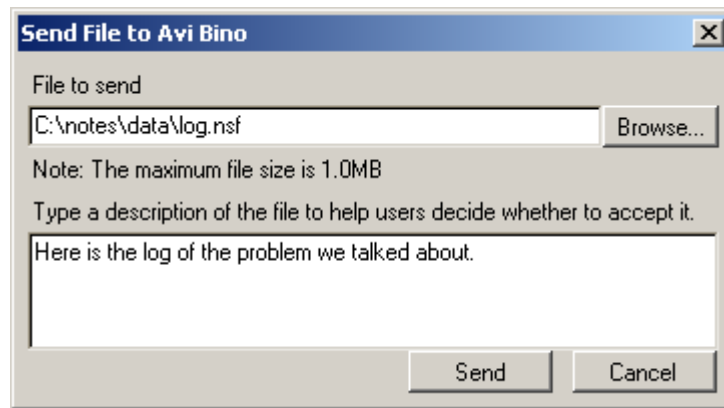 Send File to Avi Bino
File to send
C:\notes\data\log.nsf
Browse...
Note: The maximum file size is 1.0MB
Type a description of the file to help users decide whether to accept it.
Here is the log of the problem we talked about.
Send
Cancel